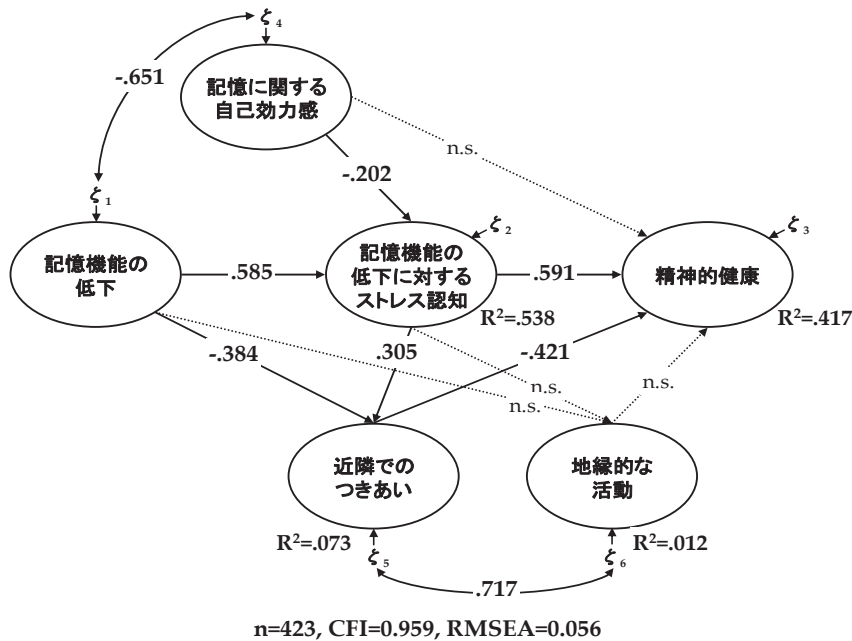 ζ₄
-.651
記憶に関する
自己効力感
n.s.
-.202
ζ₁
ζ₂
ζ₃
記憶機能の
低下
.585
記憶機能の
低下に対する
ストレス認知
.591
精神的健康
R²=.538
R²=.417
-.384
.305
-.421
n.s.
n.s.
n.s.
近隣での
つきあい
地縁的な
活動
R²=.073
ζ₅
ζ₆
R²=.012
.717
n=423, CFI=0.959, RMSEA=0.056